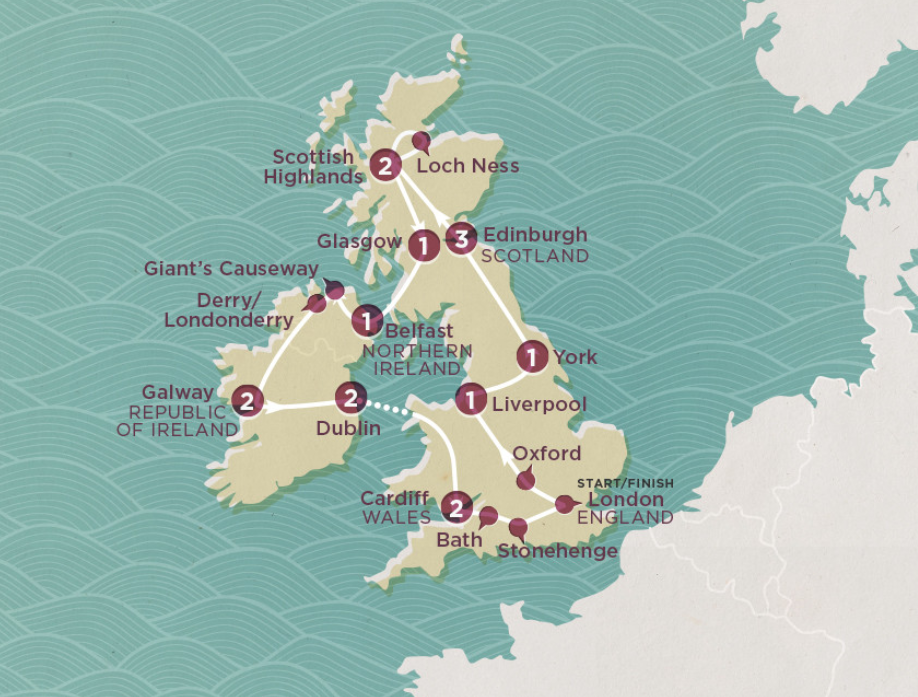 Loch Ness
Scottish
Highlands
2
Glasgow
1
3
Edinburgh
SCOTLAND
Giant's Causeway
Derry/
Londonderry
1
Belfast
NORTHERN
IRELAND
1
York
Galway
REPUBLIC
OF IRELAND
2
2
Dublin
1
Liverpool
Oxford
START/FINISH
London
ENGLAND
Cardiff
WALES
2
Bath
Stonehenge